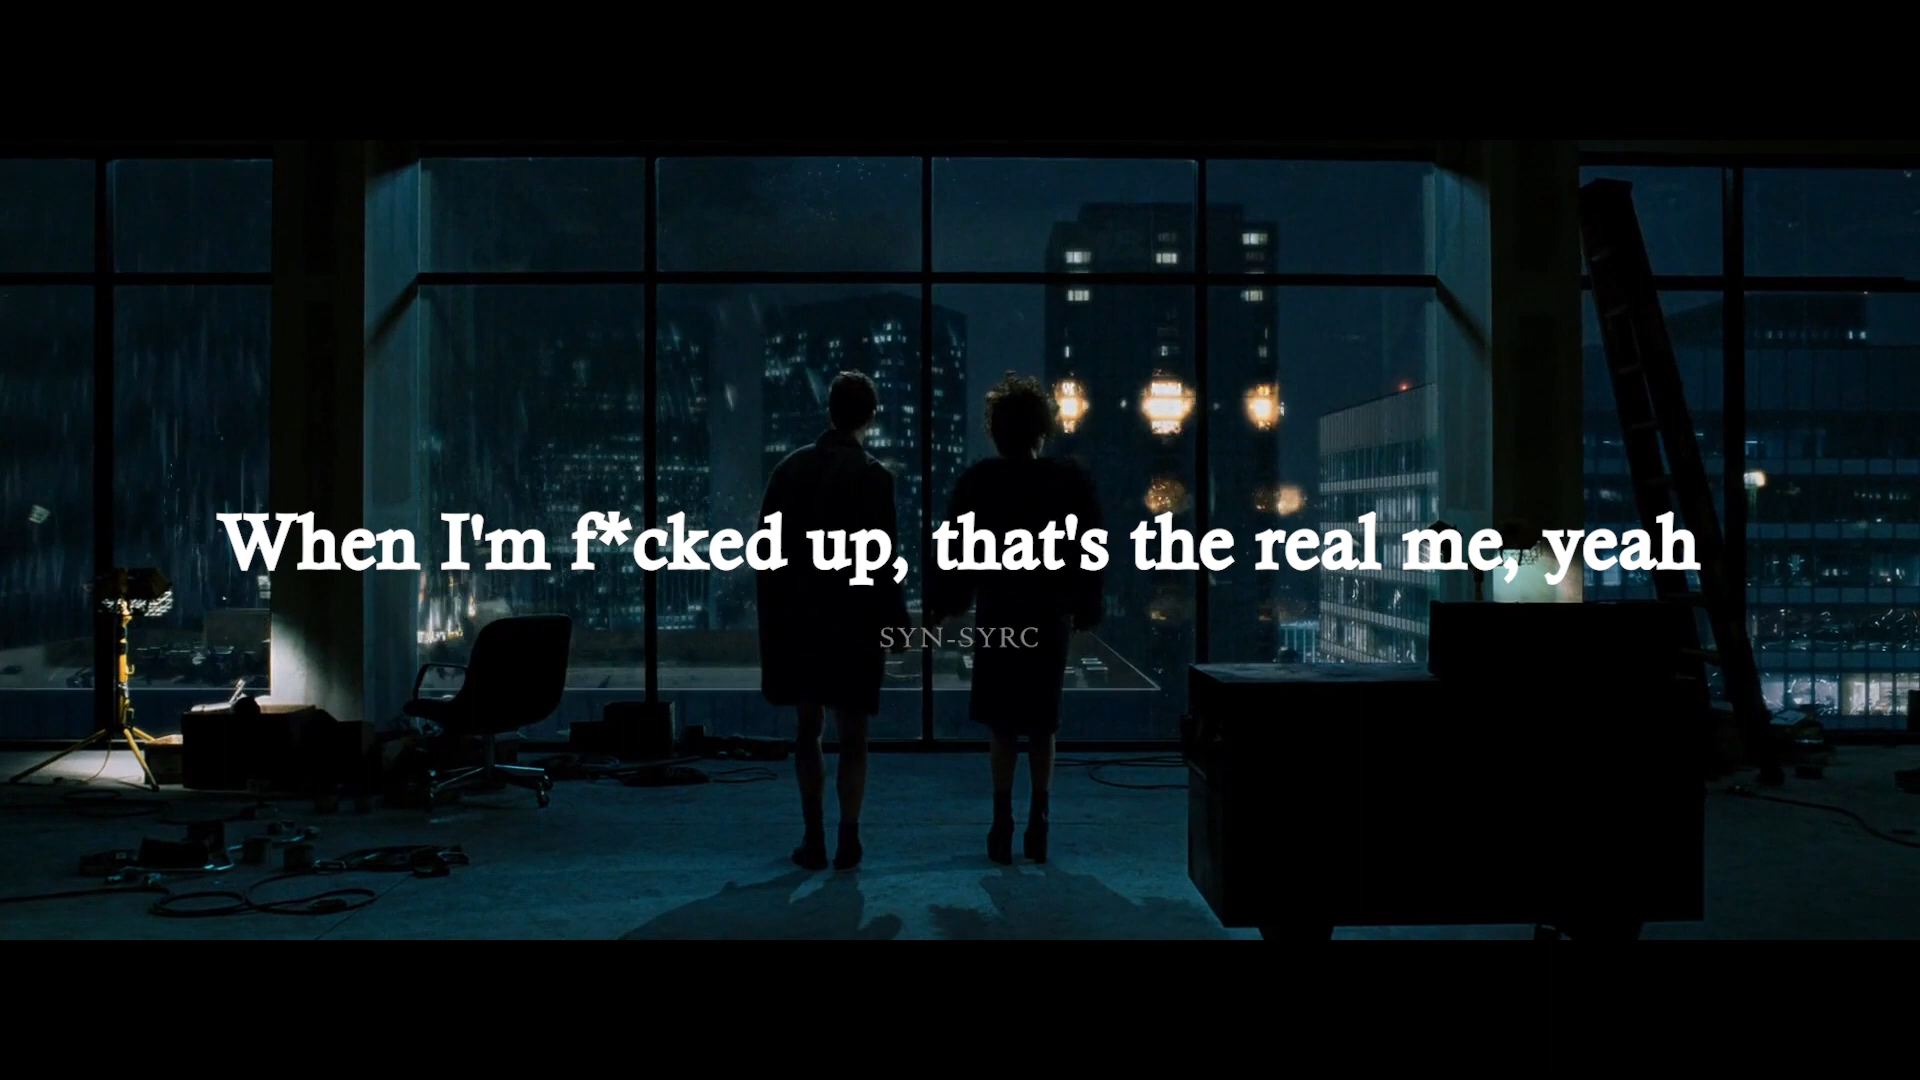 When I'm f*cked up, that's the real me, yeah
SYN-SYRC